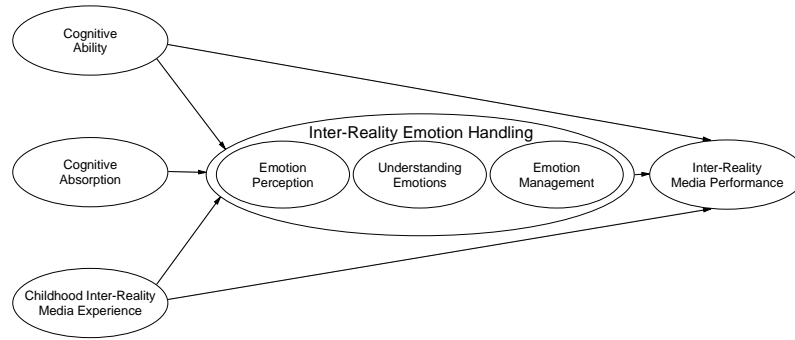 Cognitive
Ability
Inter-Reality Emotion Handling
Cognitive
Absorption
Emotion
Perception
Understanding
Emotions
Emotion
Management
Inter-Reality
Media Performance
Childhood Inter-Reality
Media Experience